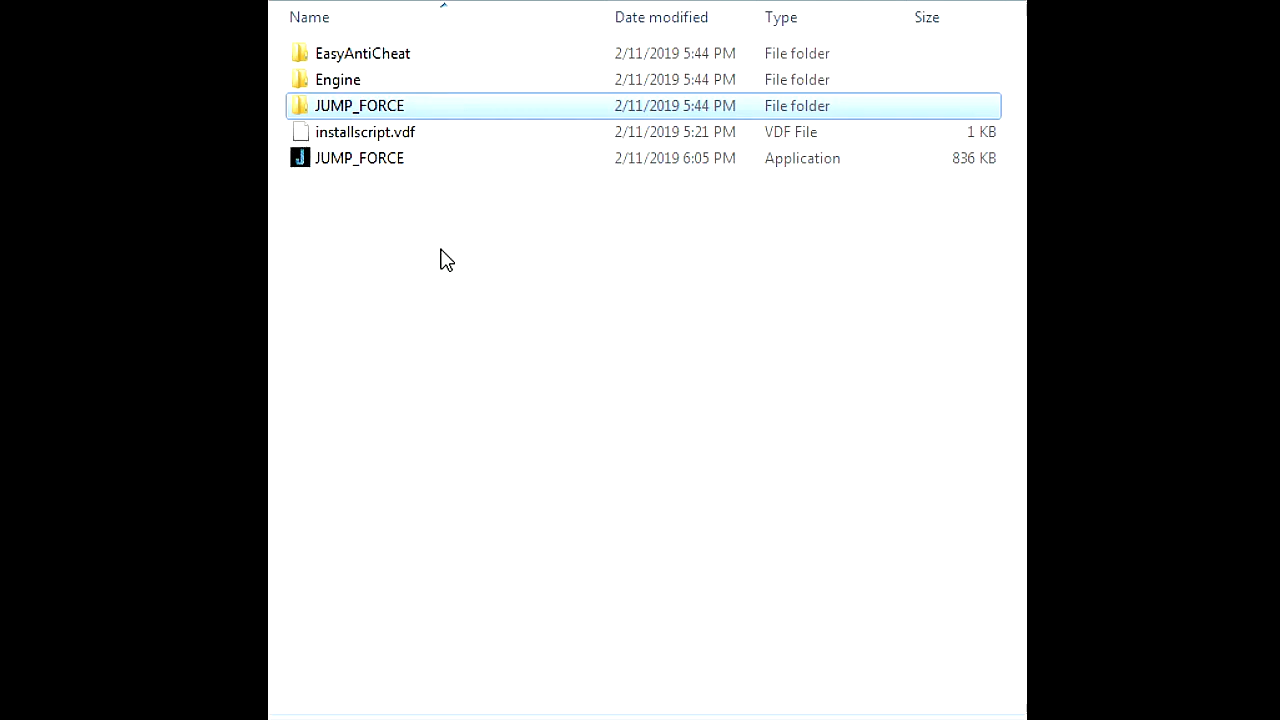 Name Date modified Type Size
EasyAntiCheat 2/11/2019 5:44 PM File folder
Engine 2/11/2019 5:44 PM File folder
JUMP_FORCE 2/11/2019 5:44 PM File folder
installscript.vdf 2/11/2019 5:21 PM VDF File 1 KB
JUMP_FORCE 2/11/2019 6:05 PM Application 836 KB